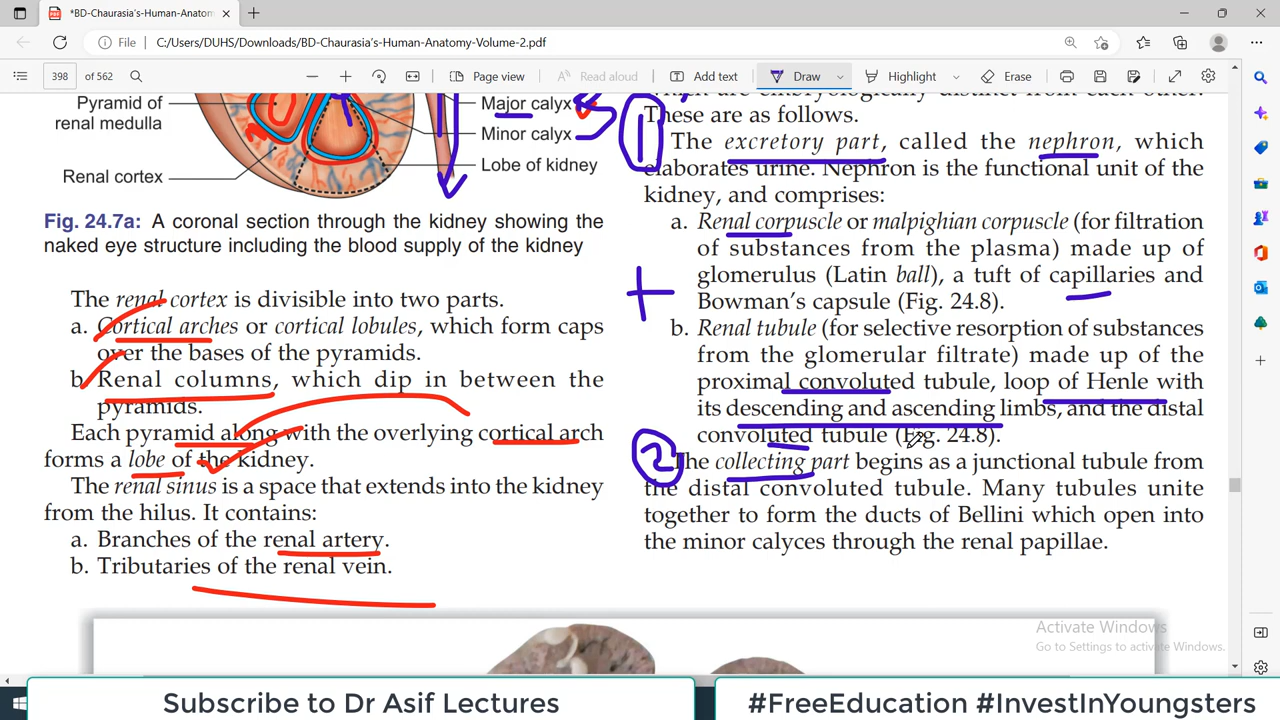 *BD-Chaurasia's-Human-Anatom
File
C:/Users/DUHS/Downloads/BD-Chaurasia's-Human-Anatomy-Volume-2.pdf
398
of 562
Page view
Read aloud
Add text
Draw
Highlight
Erase
Pyramid of
renal medulla
Renal cortex
Major calyx
Minor calyx
Lobe of kidney
Fig. 24.7a: A coronal section through the kidney showing the
naked eye structure including the blood supply of the kidney
The renal cortex is divisible into two parts.
a. Cortical arches or cortical lobules, which form caps
over the bases of the pyramids.
b. Renal columns, which dip in between the
pyramids.
Each pyramid along with the overlying cortical arch
forms a lobe of the kidney.
The renal sinus is a space that extends into the kidney
from the hilus. It contains:
a. Branches of the renal artery.
b. Tributaries of the renal vein.
which are embryologically distinct from each other.
These are as follows.
1
The excretory part, called the nephron, which
elaborates urine. Nephron is the functional unit of the
kidney, and comprises:
a. Renal corpuscle or malpighian corpuscle (for filtration
of substances from the plasma) made up of
glomerulus (Latin ball), a tuft of capillaries and
Bowman's capsule (Fig. 24.8).
+
b. Renal tubule (for selective resorption of substances
from the glomerular filtrate) made up of the
proximal convoluted tubule, loop of Henle with
its descending and ascending limbs, and the distal
convoluted tubule (Fig. 24.8).
2
The collecting part begins as a junctional tubule from
the distal convoluted tubule. Many tubules unite
together to form the ducts of Bellini which open into
the minor calyces through the renal papillae.
Activate Windows
Go to Settings to activate Windows.
Subscribe to Dr Asif Lectures
#FreeEducation #InvestInYoungsters